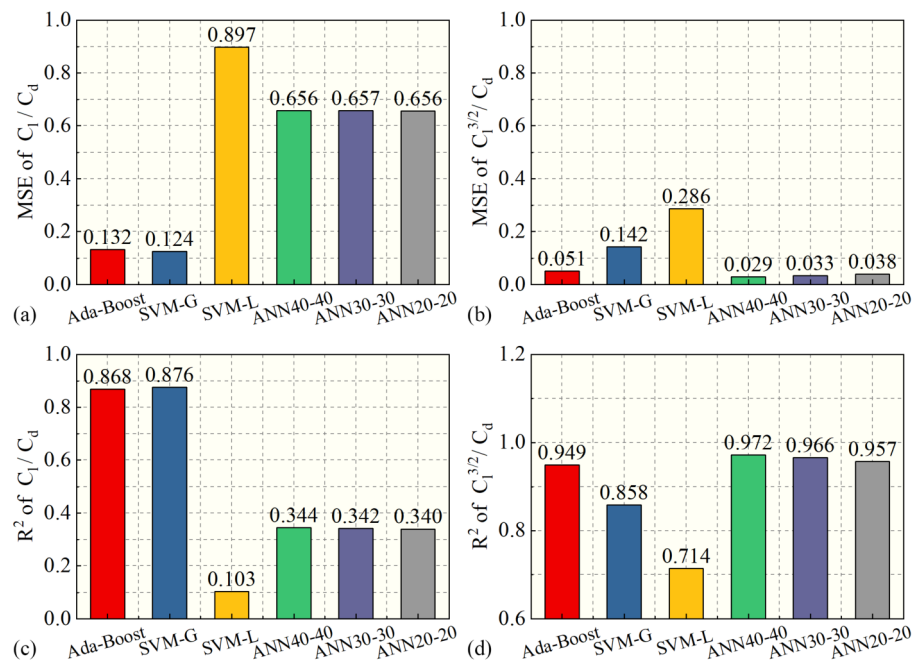 MSE of C_l / C_d
1.0
0.8
0.6
0.4
0.2
0.0
0.132
0.124
0.897
0.656
0.657
0.656
(a)
Ada-Boost
SVM-G
SVM-L
ANN40-40
ANN30-30
ANN20-20
MSE of C_l^{3/2} / C_d
1.0
0.8
0.6
0.4
0.2
0.0
0.051
0.142
0.286
0.029
0.033
0.038
(b)
Ada-Boost
SVM-G
SVM-L
ANN40-40
ANN30-30
ANN20-20
R² of C_l / C_d
1.0
0.8
0.6
0.4
0.2
0.0
0.868
0.876
0.103
0.344
0.342
0.340
(c)
Ada-Boost
SVM-G
SVM-L
ANN40-40
ANN30-30
ANN20-20
R² of C_l^{3/2} / C_d
1.2
1.0
0.8
0.6
0.949
0.858
0.714
0.972
0.966
0.957
(d)
Ada-Boost
SVM-G
SVM-L
ANN40-40
ANN30-30
ANN20-20